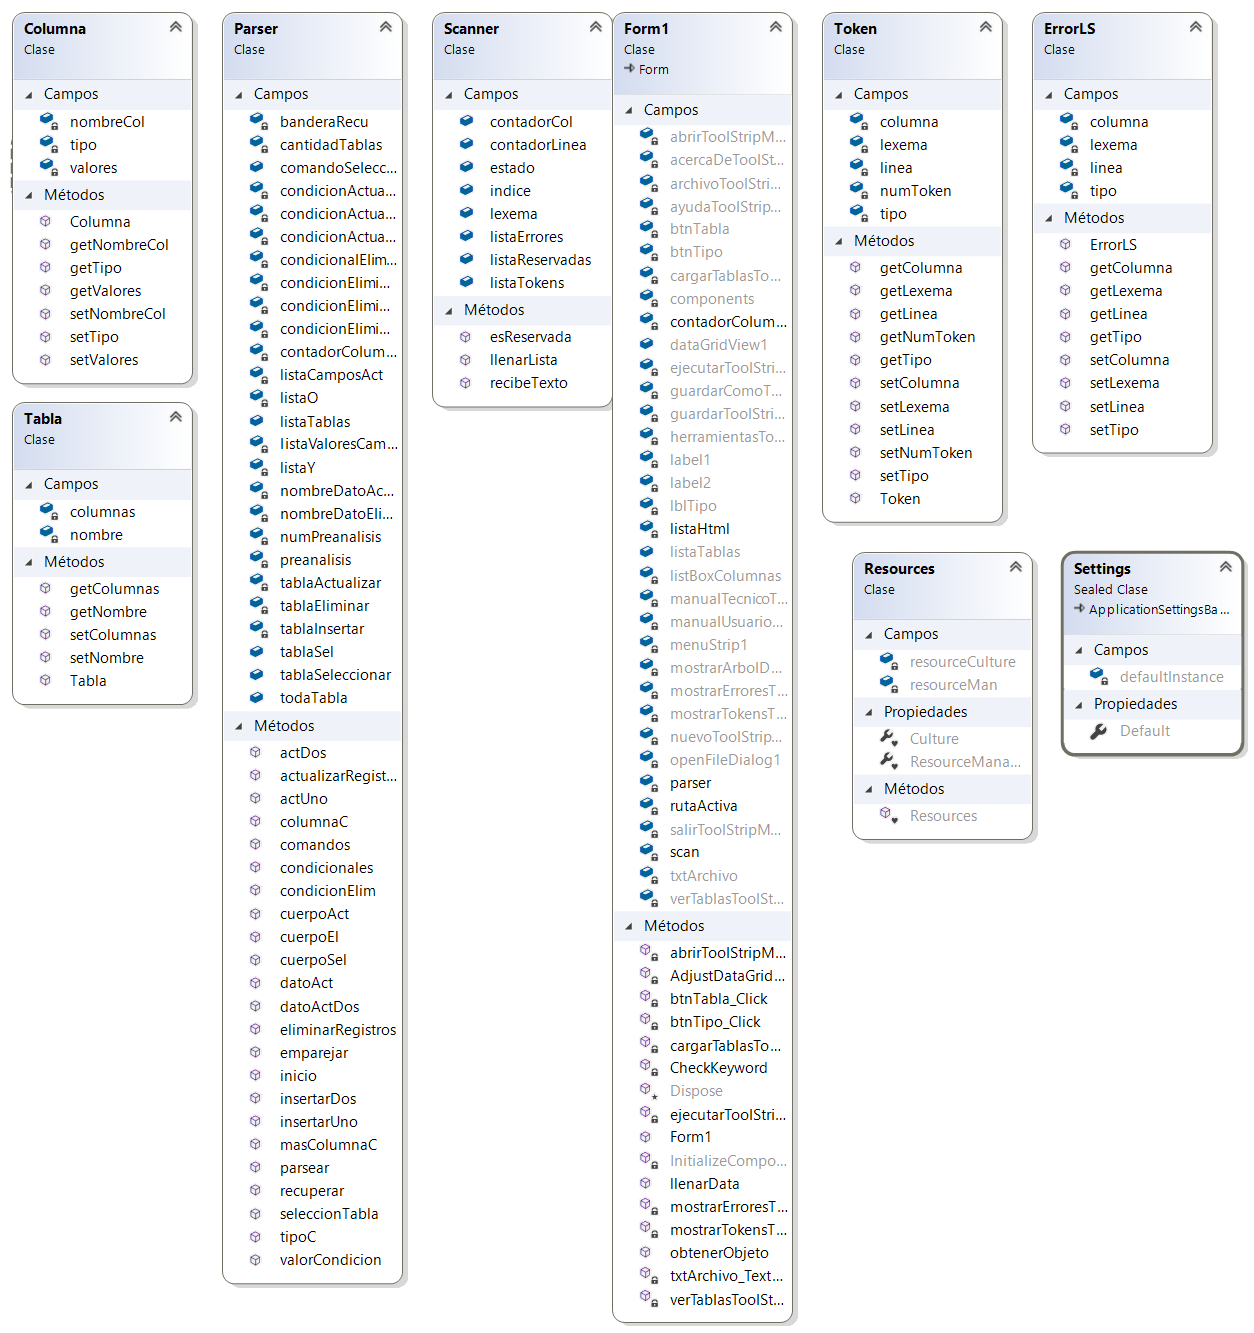 Columna
Clase
Campos
nombreCol
tipo
valores
Métodos
Columna
getNombreCol
getTipo
getValores
setNombreCol
setTipo
setValores
Tabla
Clase
Campos
columnas
nombre
Métodos
getColumnas
getNombre
setColumnas
setNombre
Tabla
Parser
Clase
Campos
banderaRecu
cantidadTablas
comandoSelecc...
condicionActua...
condicionActua...
condicionActua...
condicionalElim...
condicionElimi...
condicionElimi...
condicionElimi...
contadorColum...
listaCamposAct
listaO
listaTablas
listaValoresCam...
listaY
nombreDatoAc...
nombreDatoEli...
numPreanalisis
preanalisis
tablaActualizar
tablaEliminar
tablaInsertar
tablaSel
tablaSeleccionar
todaTabla
Métodos
actDos
actualizarRegist...
actUno
columnaC
comandos
condicionales
condicionElim
cuerpoAct
cuerpoEl
cuerpoSel
datoAct
datoActDos
eliminarRegistros
emparejar
inicio
insertarDos
insertarUno
masColumnaC
parsear
recuperar
seleccionTabla
tipoC
valorCondicion
Scanner
Clase
Campos
contadorCol
contadorLinea
estado
indice
lexema
listaErrores
listaReservadas
listaTokens
Métodos
esReservada
llenarLista
recibeTexto
Form1
Clase
Form
Campos
abrirToolStripM...
acercaDeToolSt...
archivoToolStri...
ayudaToolStrip...
btnTabla
btnTipo
cargarTablasTo...
components
contadorColum...
dataGridView1
ejecutarToolStri...
guardarComoT...
guardarToolStri...
herramientasTo...
label1
label2
lblTipo
listaHtml
listaTablas
listBoxColumnas
manualTecnicoT...
manualUsuario...
menuStrip1
mostrarArbolD...
mostrarErroresT...
mostrarTokensT...
nuevoToolStrip...
openFileDialog1
parser
rutaActiva
salirToolStripM...
scan
txtArchivo
verTablasToolSt...
Métodos
abrirToolStripM...
AdjustDataGrid...
btnTabla_Click
btnTipo_Click
cargarTablasTo...
CheckKeyword
Dispose
ejecutarToolStri...
Form1
InitializeCompo...
llenarData
mostrarErroresT...
mostrarTokensT...
obtenerObjeto
txtArchivo_Text...
verTablasToolSt...
Token
Clase
Campos
columna
lexema
linea
numToken
tipo
Métodos
getColumna
getLexema
getLinea
getNumToken
getTipo
setColumna
setLexema
setLinea
setNumToken
setTipo
Token
ErrorLS
Clase
Campos
columna
lexema
linea
tipo
Métodos
ErrorLS
getColumna
getLexema
getLinea
getTipo
setColumna
setLexema
setLinea
setTipo
Resources
Clase
Campos
resourceCulture
resourceMan
Propiedades
Culture
ResourceMana...
Métodos
Resources
Settings
Sealed Clase
ApplicationSettingsBa...
Campos
defaultInstance
Propiedades
Default